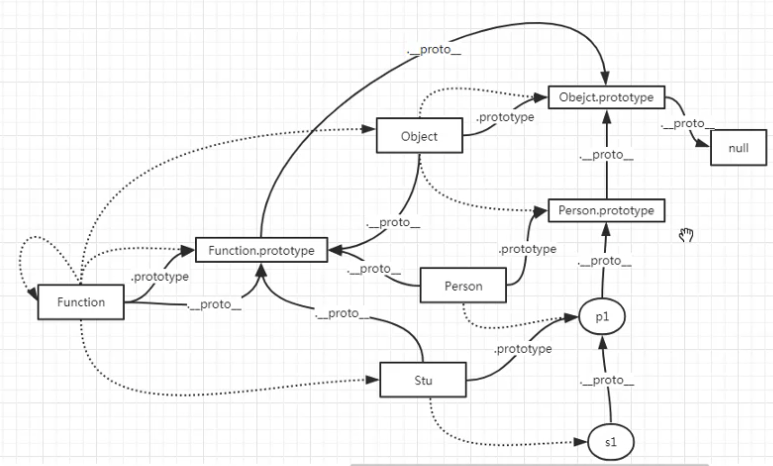 .__proto__
Obejct.prototype
.prototype
.__proto__
Object
null
.__proto__
.__proto__
Person.prototype
Function.prototype
.prototype
.__proto__
.__proto__
.prototype
Person
Function
.__proto__
.__proto__
p1
.prototype
Stu
.__proto__
s1